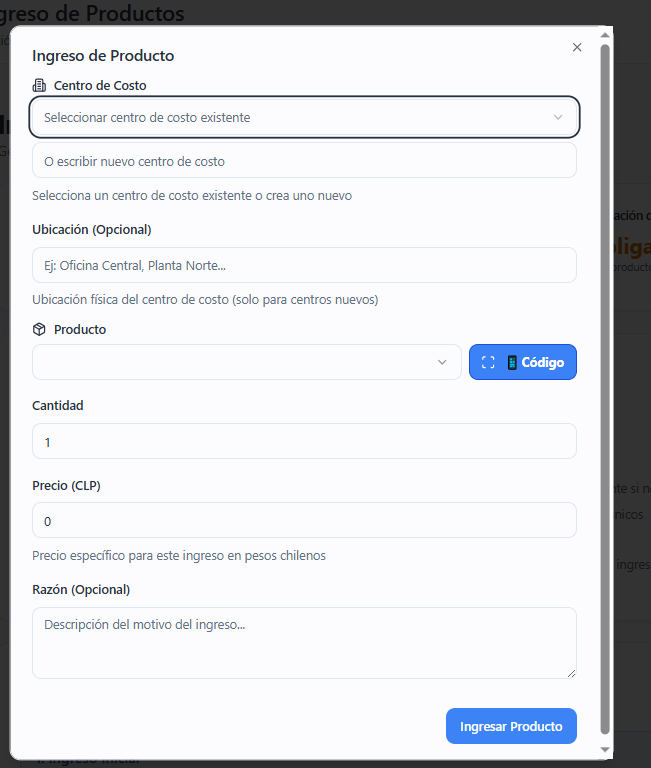 greso de Productos
Ingreso de Producto
Centro de Costo
Seleccionar centro de costo existente
O escribir nuevo centro de costo
Selecciona un centro de costo existente o crea uno nuevo
Ubicación (Opcional)
Ej: Oficina Central, Planta Norte...
Ubicación física del centro de costo (solo para centros nuevos)
Producto
Código
Cantidad
1
Precio (CLP)
0
Precio específico para este ingreso en pesos chilenos
Razón (Opcional)
Descripción del motivo del ingreso...
Ingresar Producto
ación d
liga
producto
te si n
nicos
ingres
1. Ingreso Inicial